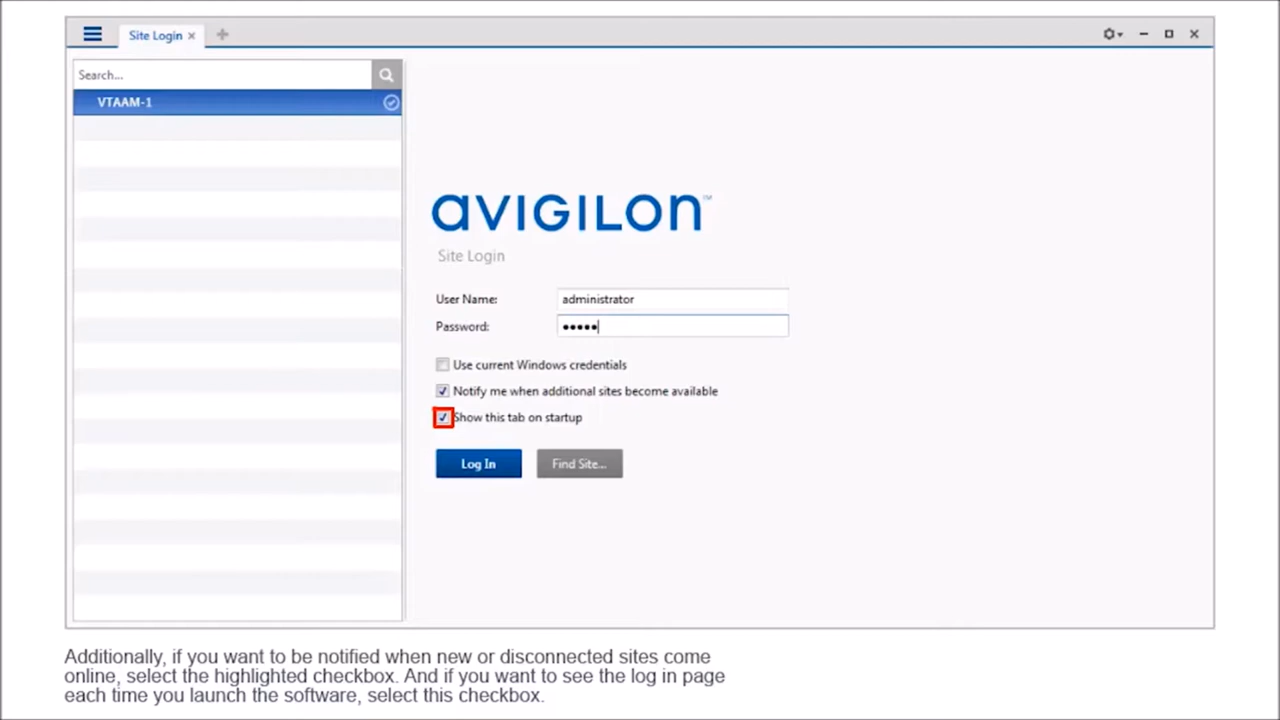 Site Login
Search...
VTAAM-1
avigilon™
Site Login
User Name: administrator
Password: •••••
Use current Windows credentials
Notify me when additional sites become available
Show this tab on startup
Log In Find Site...
Additionally, if you want to be notified when new or disconnected sites come
online, select the highlighted checkbox. And if you want to see the log in page
each time you launch the software, select this checkbox.